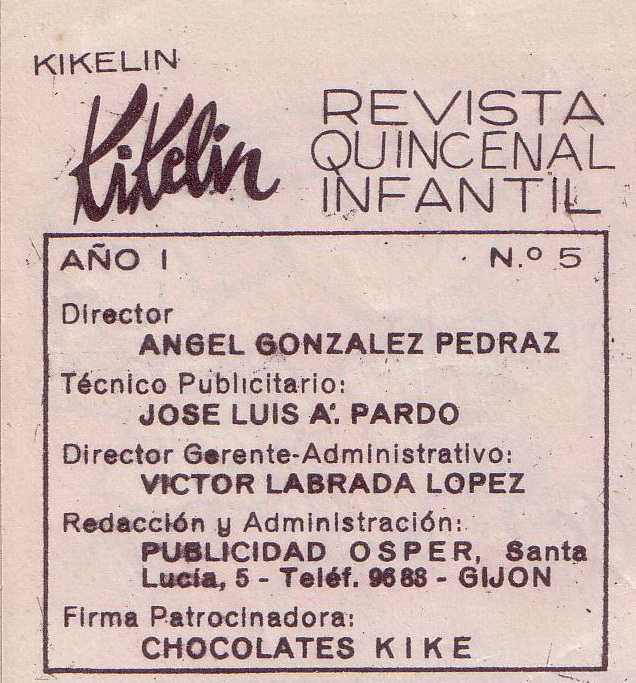 KIKELIN
KiKelin
REVISTA
QUINCENAL
INFANTIL
AÑO I N.º 5
Director
ANGEL GONZALEZ PEDRAZ
Técnico Publicitario:
JOSE LUIS A. PARDO
Director Gerente-Administrativo:
VICTOR LABRADA LOPEZ
Redacción y Administración:
PUBLICIDAD OSPER, Santa
Lucía, 5 - Teléf. 9688 - GIJON
Firma Patrocinadora:
CHOCOLATES KIKE